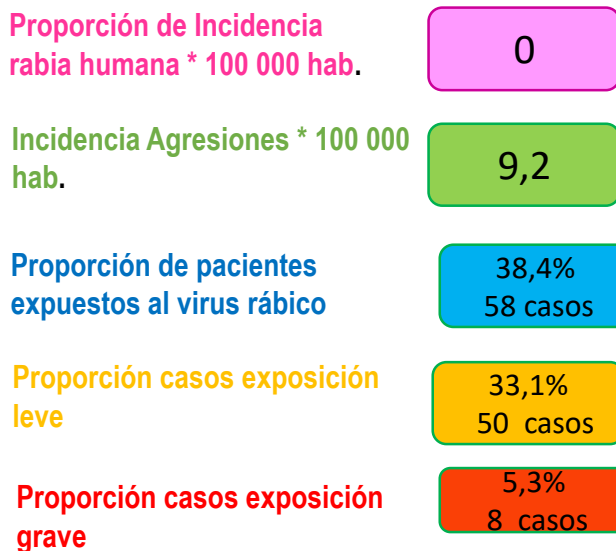 Proporción de Incidencia
rabia humana * 100 000 hab.
0
Incidencia Agresiones * 100 000
hab.
9,2
Proporción de pacientes
expuestos al virus rábico
38,4%
58 casos
Proporción casos exposición
leve
33,1%
50 casos
Proporción casos exposición
grave
5,3%
8 casos